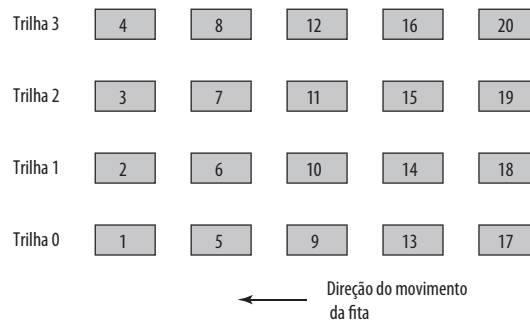 Trilha 3 4 8 12 16 20
Trilha 2 3 7 11 15 19
Trilha 1 2 6 10 14 18
Trilha 0 1 5 9 13 17
Direção do movimento
da fita